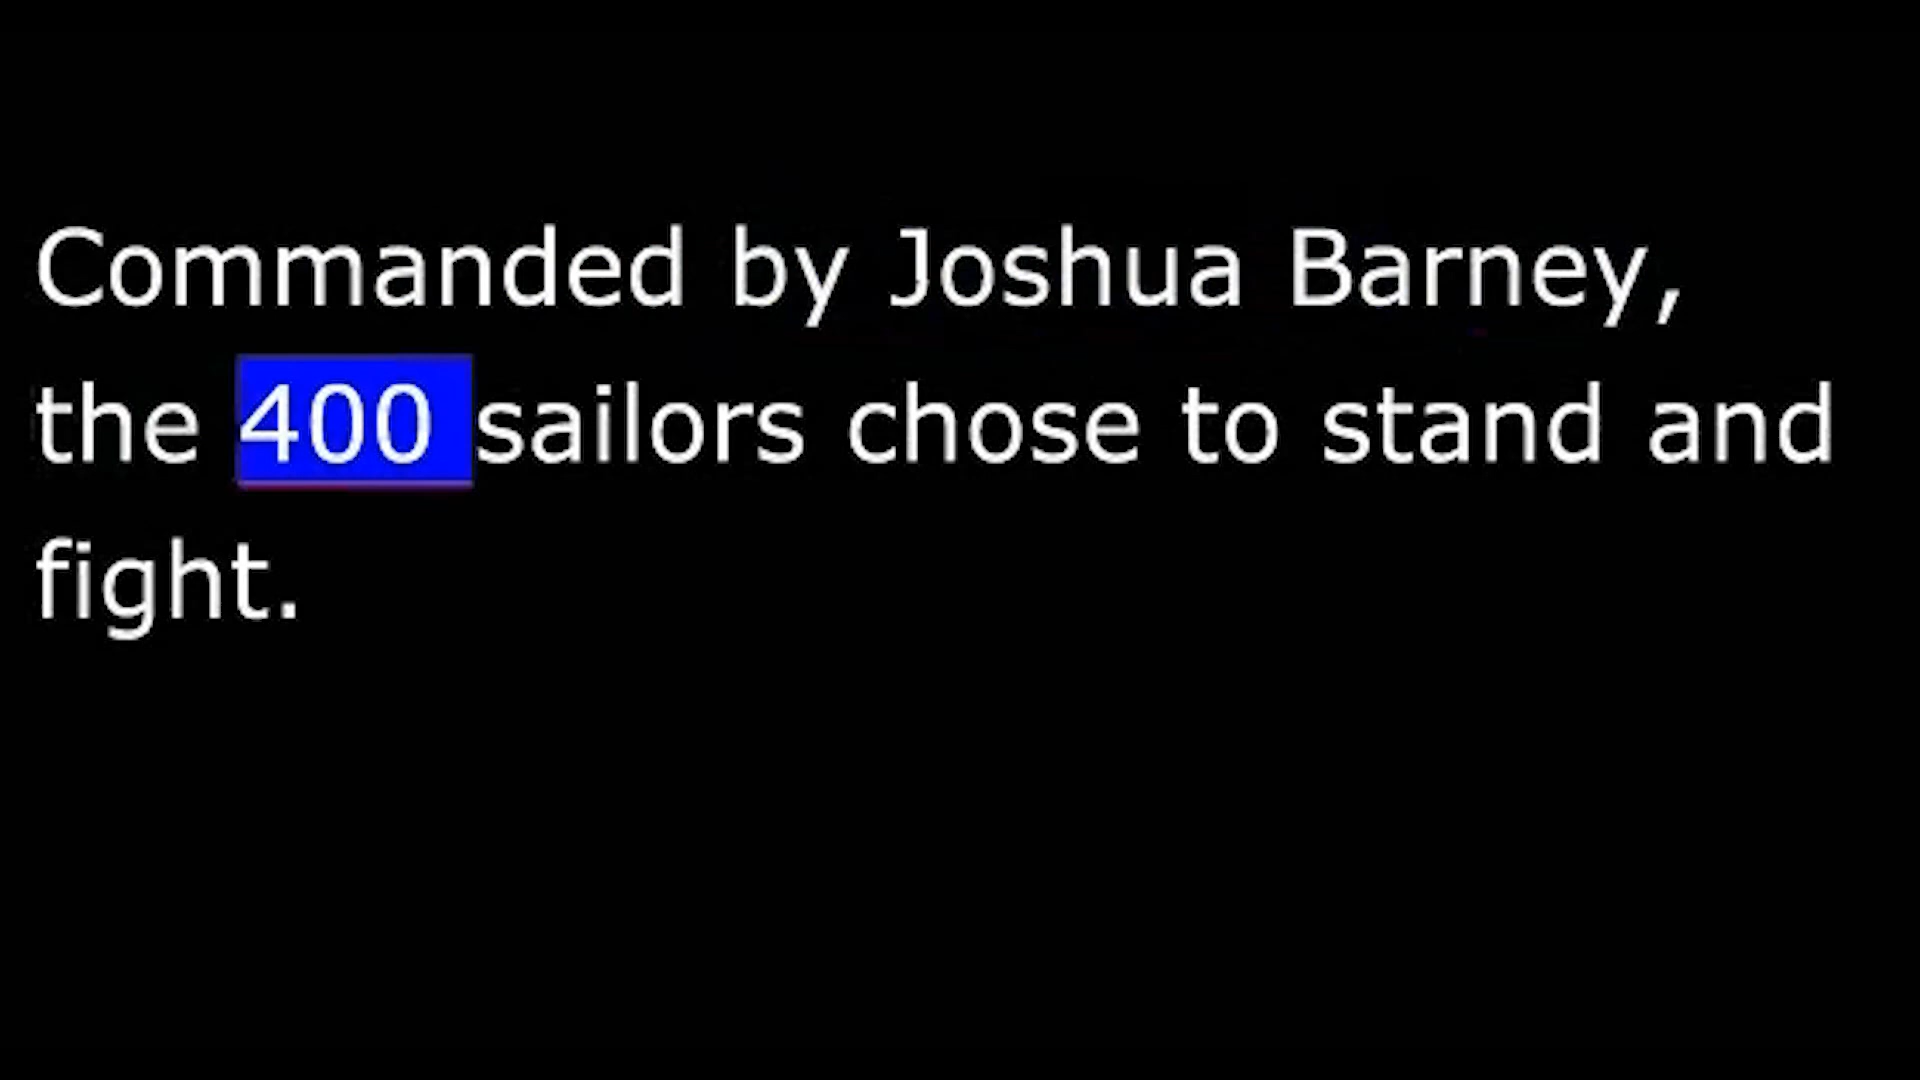 Commanded by Joshua Barney,
the 400 sailors chose to stand and
fight.